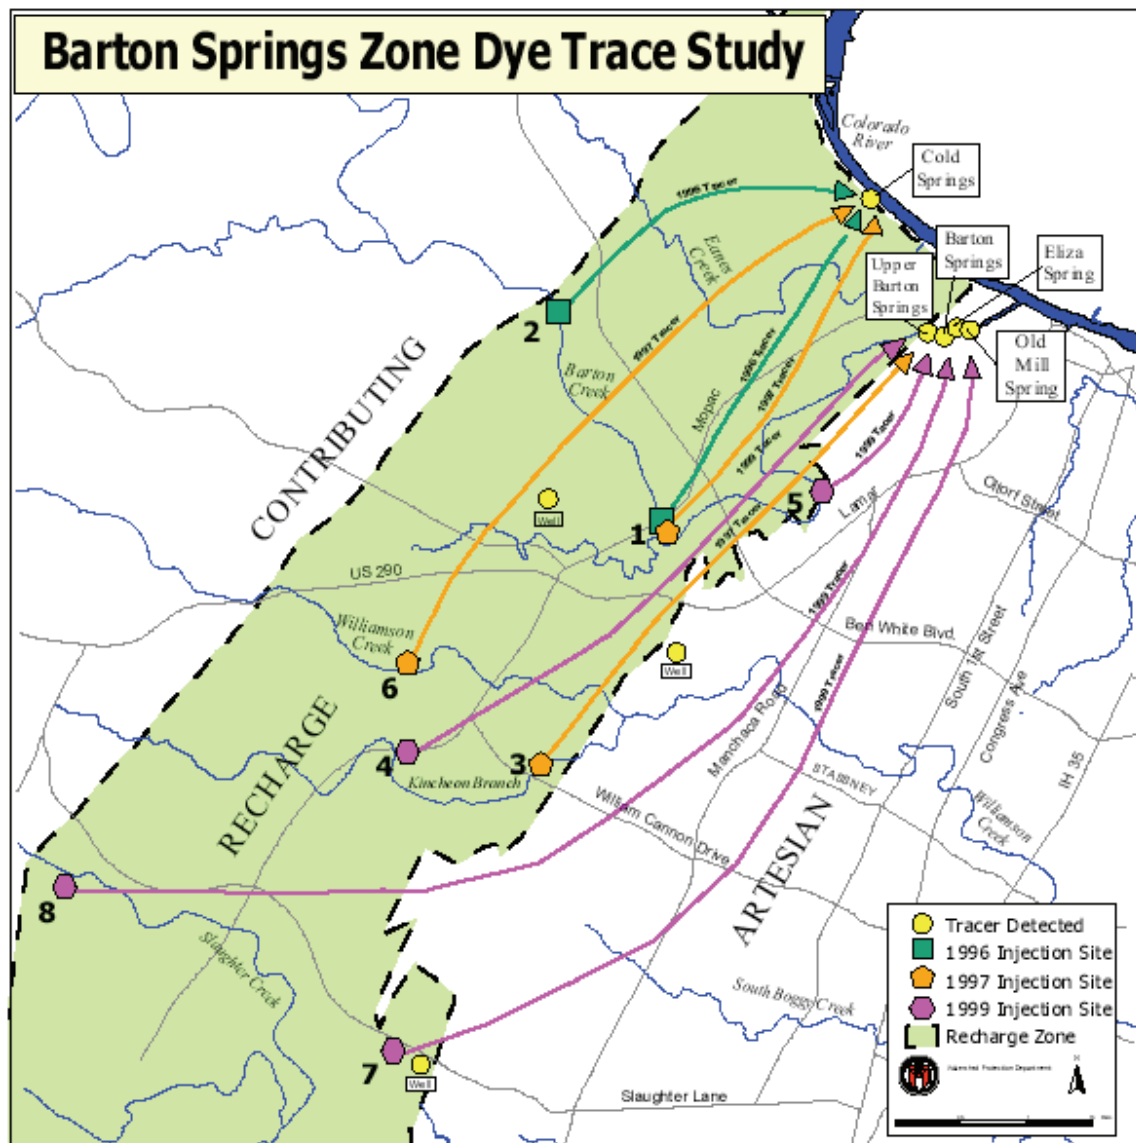 Barton Springs Zone Dye Trace Study
Colorado
River
Cold
Springs
1996 Tracer
Eanes
Creek
Barton
Springs
Eliza
Spring
Upper
Barton
Springs
Old
Mill
Spring
2
1997 Tracer
1996 Tracer
Barton
Creek
Mopac
1997 Tracer
CONTRIBUTING
1999 Tracer
1999 Tracer
Well
1
1997 Tracer
5
Lamar
Oltorf Street
US 290
1999 Tracer
Williamson
Creek
Ben White Blvd.
South 1st Street
Well
6
1999 Tracer
Congress Ave
RECHARGE
Manchaca Road
4
Kincheon Branch
3
IH 35
STASSNEY
William Cannon Drive
Williamson
Creek
ARTESIAN
8
Slaughter Creek
South Boggy Creek
7
Well
Slaughter Lane
Tracer Detected
1996 Injection Site
1997 Injection Site
1999 Injection Site
Recharge Zone
Watershed Protection Department
N